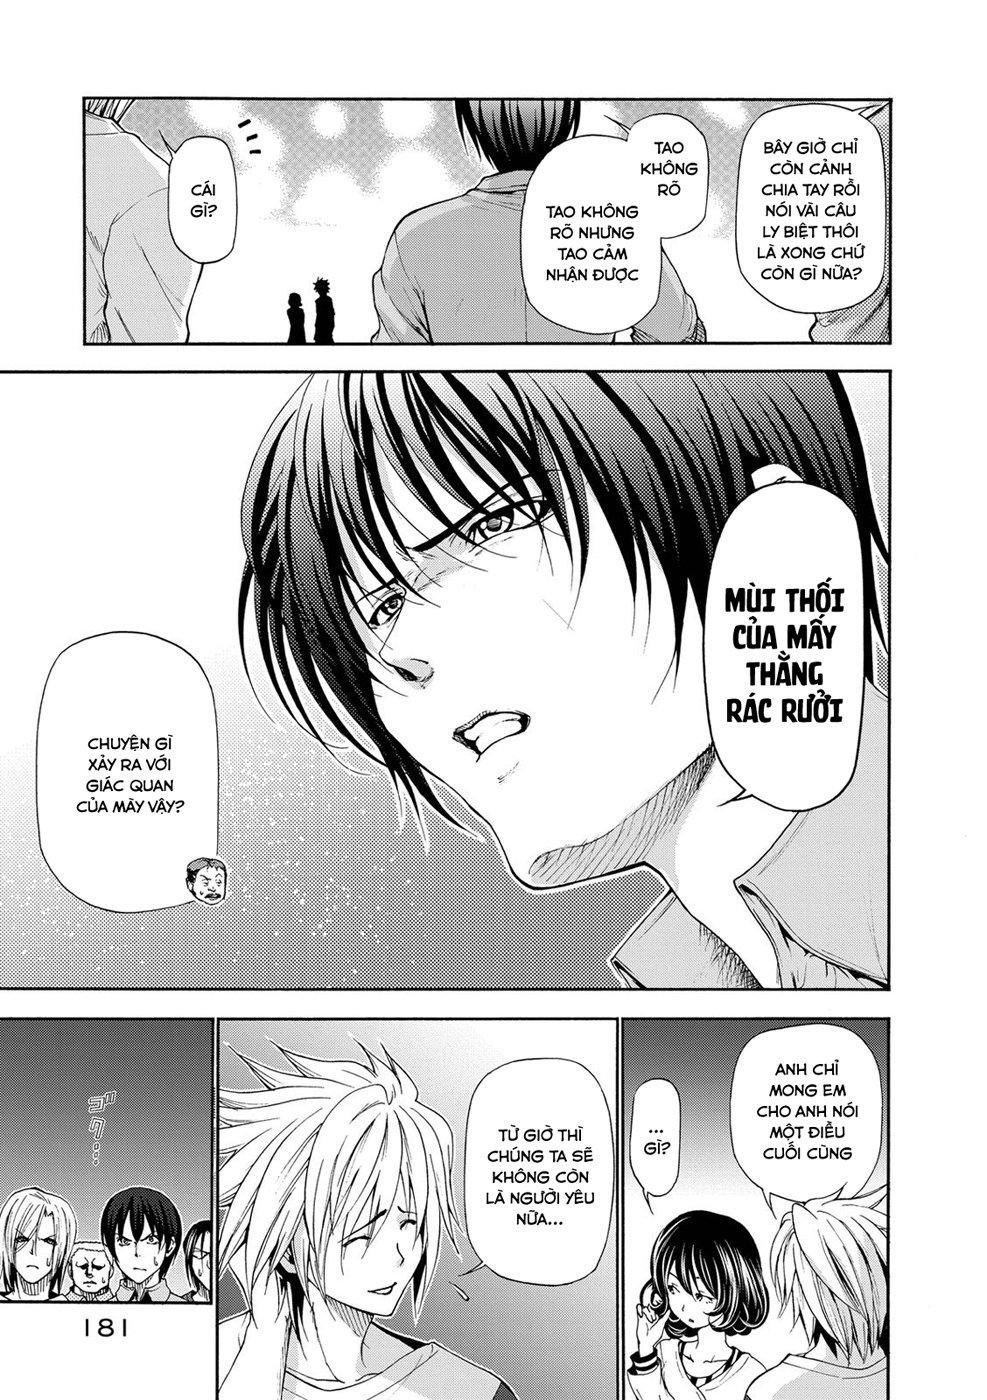 BÂY GIỜ CHỈ
CÒN CẢNH
CHIA TAY RỒI
NÓI VÀI CÂU
LY BIỆT THÔI
LÀ XONG CHỨ
CÒN GÌ NỮA?
TAO
KHÔNG
RÕ
TAO KHÔNG
RÕ NHƯNG
TAO CẢM
NHẬN ĐƯỢC
CÁI
GÌ?
MÙI THỐI
CỦA MẤY
THẰNG
RÁC RƯỞI
CHUYỆN GÌ
XẢY RA VỚI
GIÁC QUAN
CỦA MÀY VẬY?
ANH CHỈ
MONG EM
CHO ANH NÓI
MỘT ĐIỀU
CUỐI CÙNG
...
GÌ?
TỪ GIỜ THÌ
CHÚNG TA SẼ
KHÔNG CÒN
LÀ NGƯỜI YÊU
NỮA...
ゴク…
181